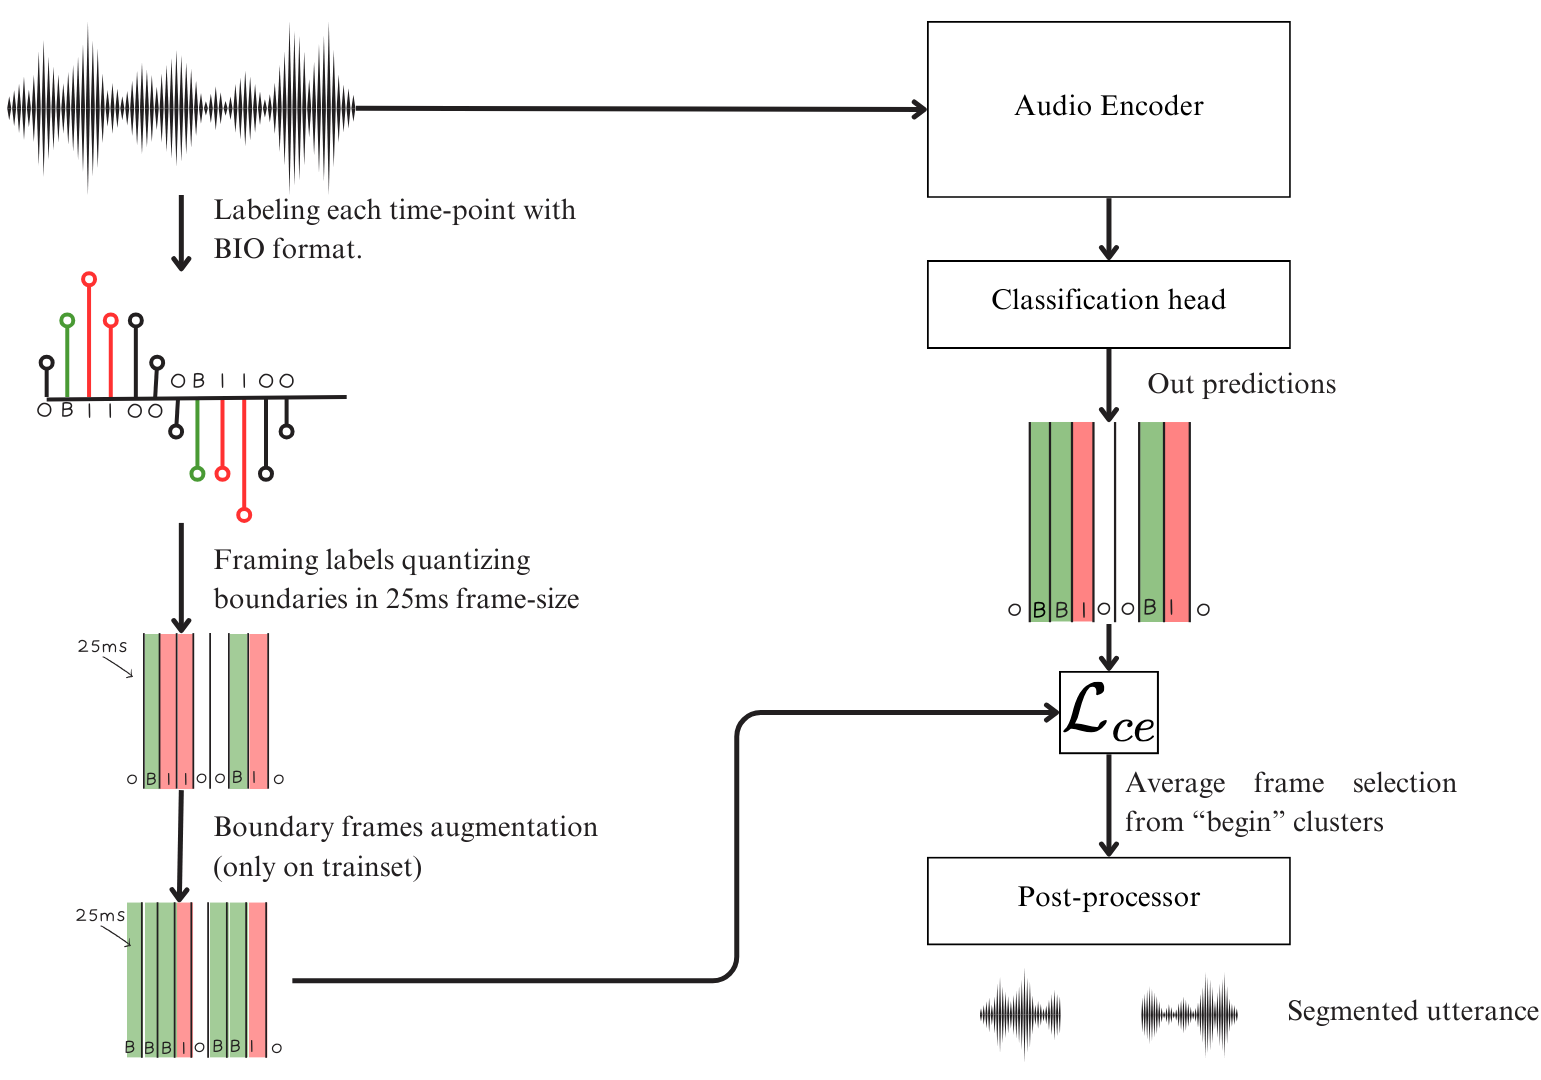 Audio Encoder
Labeling each time-point with
BIO format.
Classification head
Out predictions
O B I I O O
O B I I O O
Framing labels quantizing
boundaries in 25ms frame-size
O B B I O O B I O
25ms
O B I I O O B I O
ℒce
Average frame selection
from “begin” clusters
Boundary frames augmentation
(only on trainset)
Post-processor
25ms
B B B I O B B I O
Segmented utterance